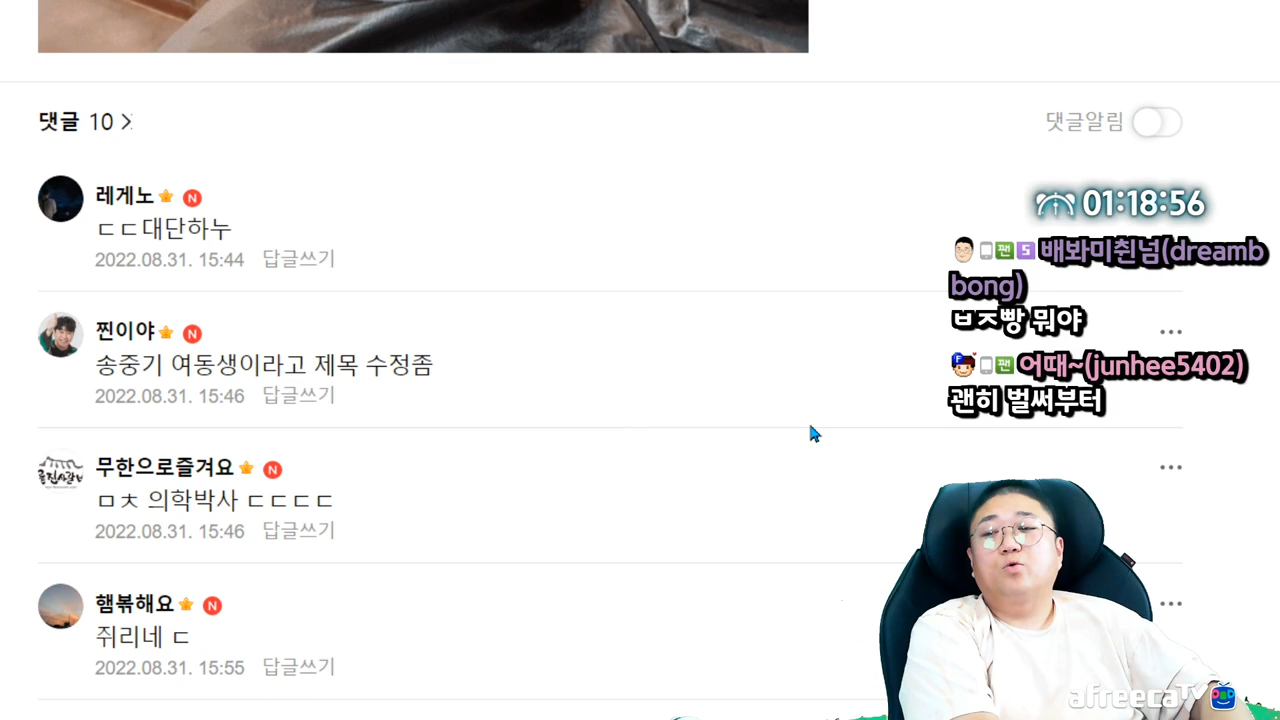 댓글 10 >
댓글알림
레게노 N
ㄷㄷ대단하누
2022.08.31. 15:44 답글쓰기
찐이야 N
송중기 여동생이라고 제목 수정좀
2022.08.31. 15:46 답글쓰기
무한으로즐겨요 N
ㅁㅊ 의학박사 ㄷㄷㄷㄷ
2022.08.31. 15:46 답글쓰기
햄볶해요 N
쥐리네 ㄷ
2022.08.31. 15:55 답글쓰기
01:18:56
팬 S 배봐미췬넘(dreamb
bong)
ㅂㅈ빵 뭐야
F 팬 어때~(junhee5402)
괜히 벌써부터
afreecaTV